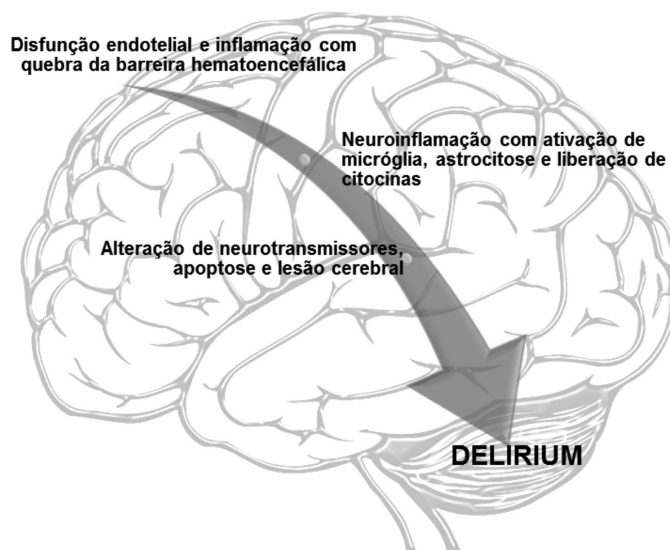 Disfunção endotelial e inflamação com
quebra da barreira hematoencefálica
Neuroinflamação com ativação de
micróglia, astrocitose e liberação de
citocinas
Alteração de neurotransmissores,
apoptose e lesão cerebral
DELIRIUM